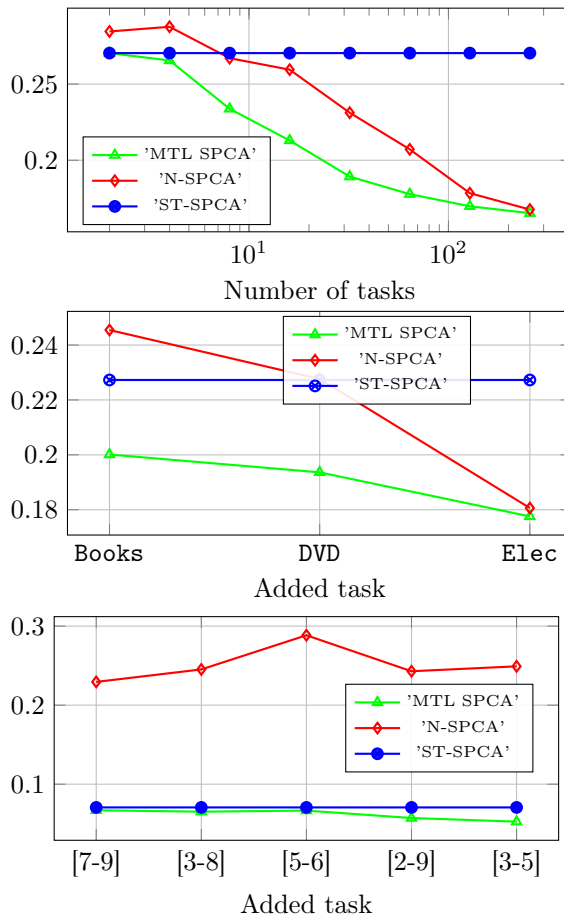 0.25
0.2
'MTL SPCA'
'N-SPCA'
'ST-SPCA'
10^1
10^2
Number of tasks
0.24
0.22
0.2
0.18
'MTL SPCA'
'N-SPCA'
'ST-SPCA'
Books DVD Elec
Added task
0.3
0.2
0.1
'MTL SPCA'
'N-SPCA'
'ST-SPCA'
[7-9] [3-8] [5-6] [2-9] [3-5]
Added task